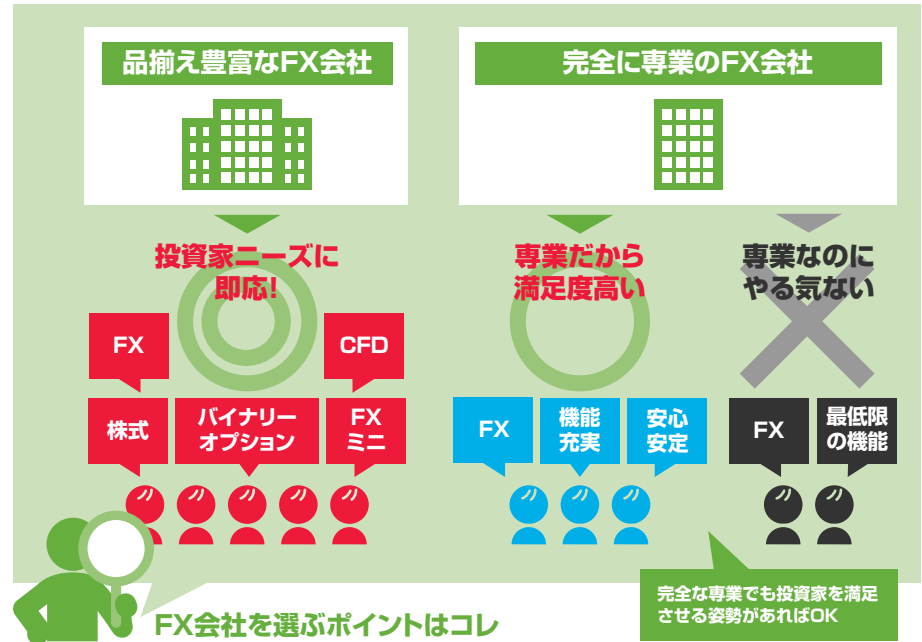 品揃え豊富なFX会社
完全に専業のFX会社
投資家ニーズに
即応!
専業だから
満足度高い
専業なのに
やる気ない
FX
CFD
株式
バイナリー
オプション
FX
ミニ
FX
機能
充実
安心
安定
FX
最低限
の機能
完全な専業でも投資家を満足
させる姿勢があればOK
FX会社を選ぶポイントはコレ